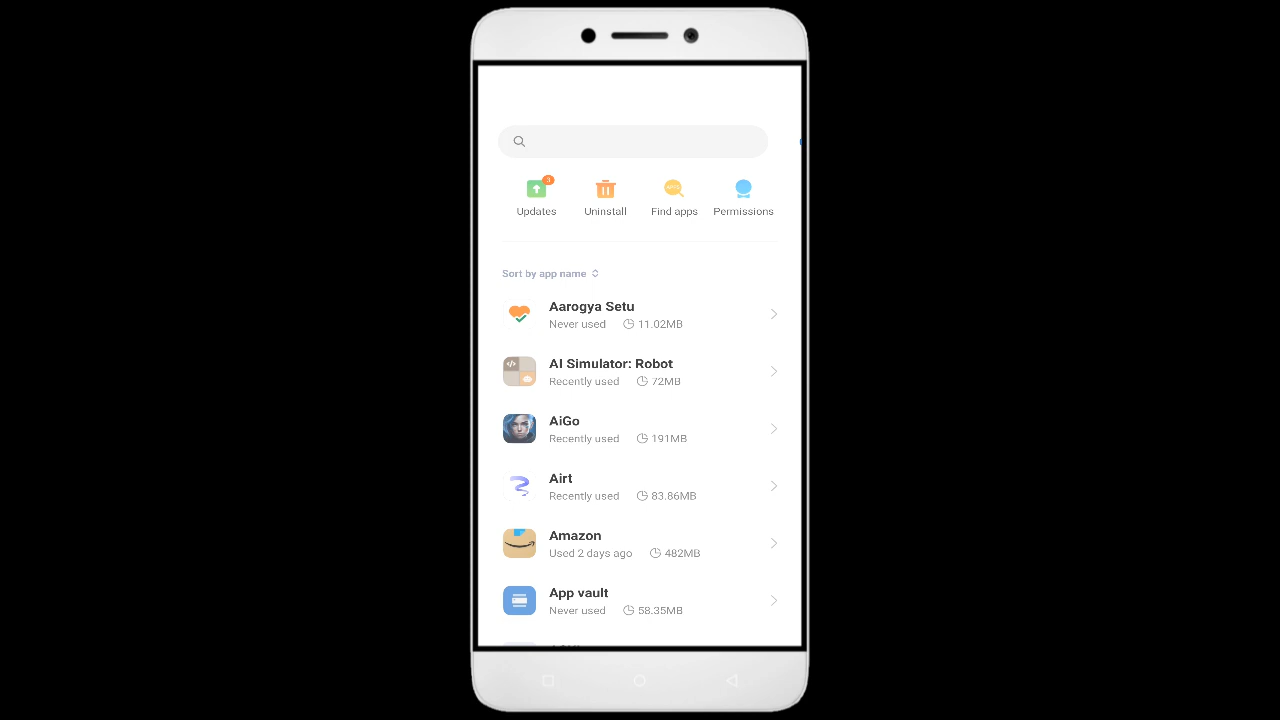 3
Updates Uninstall Find apps Permissions
Sort by app name
Aarogya Setu
Never used 11.02MB
AI Simulator: Robot
Recently used 72MB
AiGo
Recently used 191MB
Airt
Recently used 83.86MB
Amazon
Used 2 days ago 482MB
App vault
Never used 58.35MB